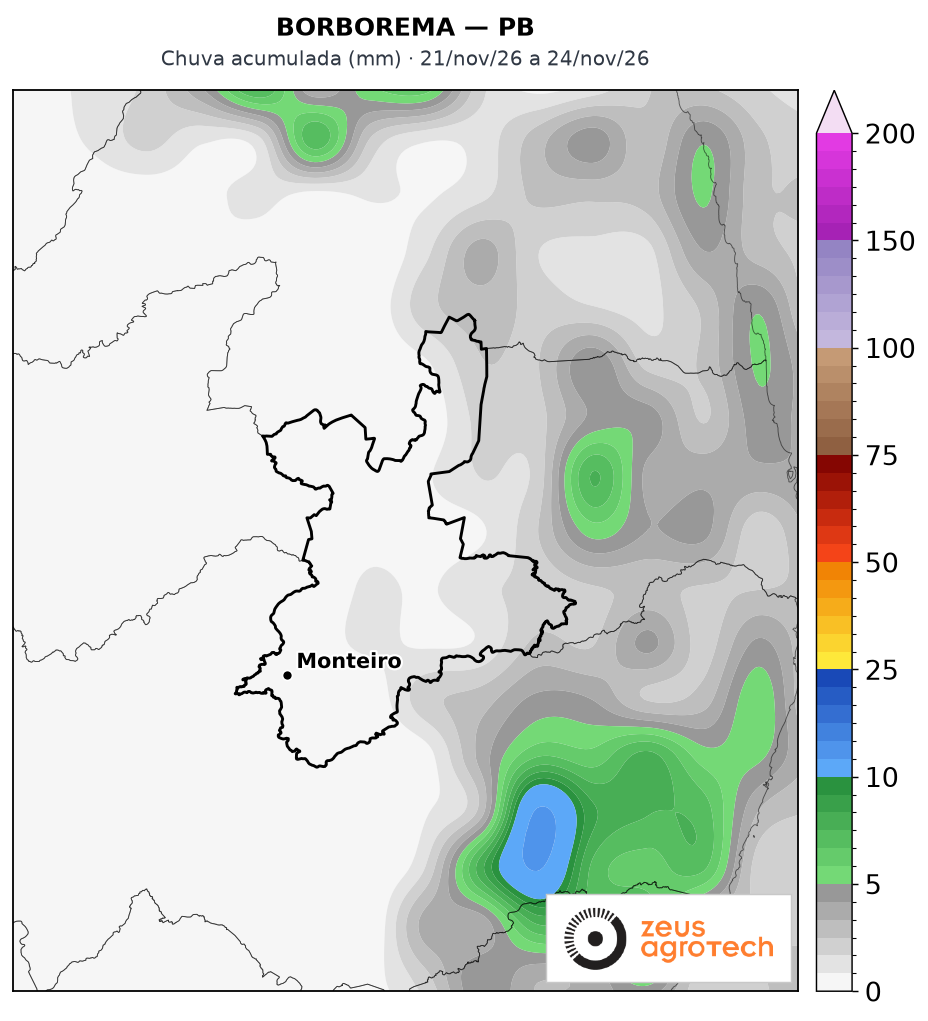 BORBOREMA — PB
Chuva acumulada (mm) · 21/nov/26 a 24/nov/26
200
150
100
75
50
25
10
5
0
Monteiro
zeus
agrotech